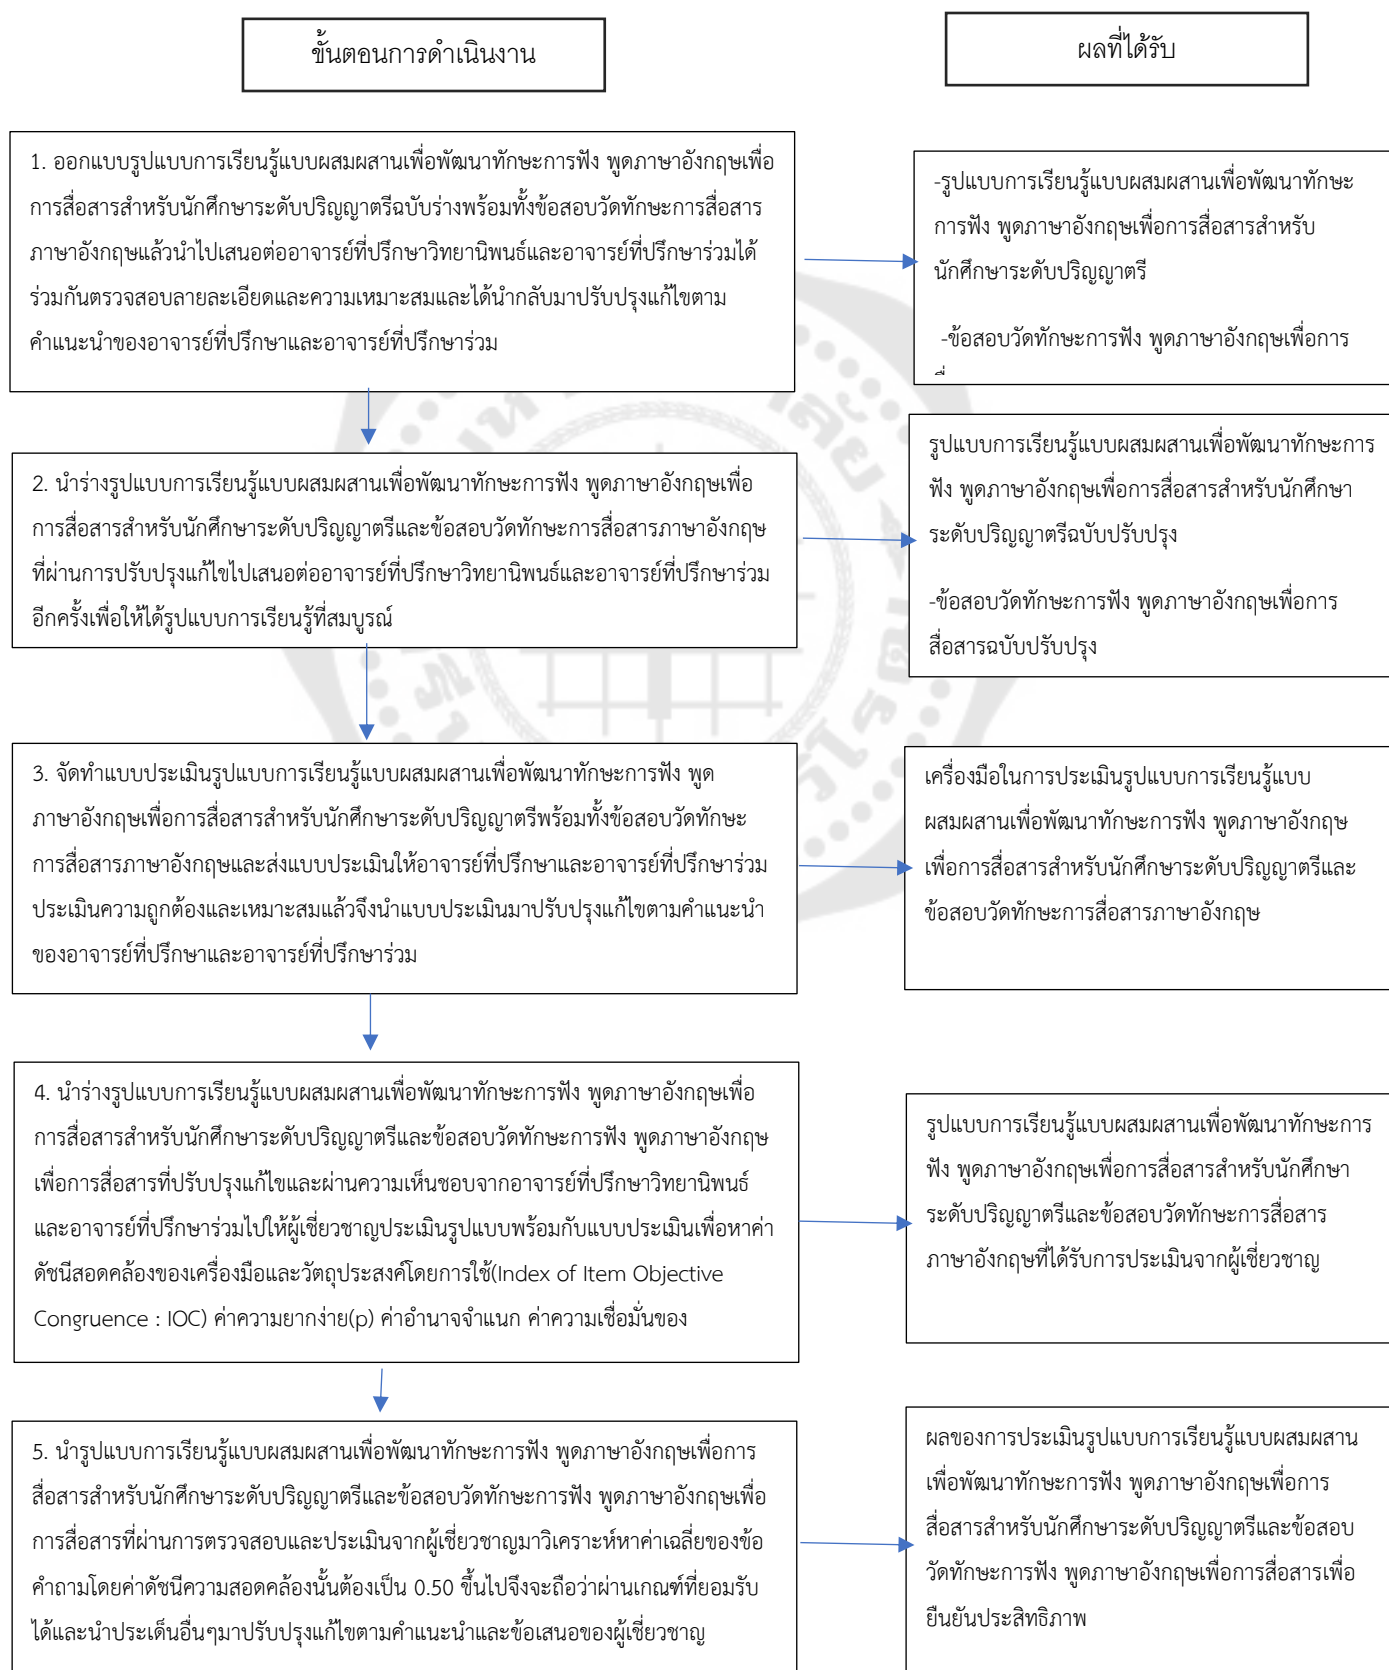 ขั้นตอนการดำเนินงาน
ผลที่ได้รับ
1. ออกแบบรูปแบบการเรียนรู้แบบผสมผสานเพื่อพัฒนาทักษะการฟัง พูดภาษาอังกฤษเพื่อ
การสื่อสารสำหรับนักศึกษาระดับปริญญาตรีฉบับร่างพร้อมทั้งข้อสอบวัดทักษะการสื่อสาร
ภาษาอังกฤษแล้วนำไปเสนอต่ออาจารย์ที่ปรึกษาวิทยานิพนธ์และอาจารย์ที่ปรึกษาร่วมได้
ร่วมกันตรวจสอบลายละเอียดและความเหมาะสมและได้นำกลับมาปรับปรุงแก้ไขตาม
คำแนะนำของอาจารย์ที่ปรึกษาและอาจารย์ที่ปรึกษาร่วม
-รูปแบบการเรียนรู้แบบผสมผสานเพื่อพัฒนาทักษะ
การฟัง พูดภาษาอังกฤษเพื่อการสื่อสารสำหรับ
นักศึกษาระดับปริญญาตรี
-ข้อสอบวัดทักษะการฟัง พูดภาษาอังกฤษเพื่อการ
2. นำร่างรูปแบบการเรียนรู้แบบผสมผสานเพื่อพัฒนาทักษะการฟัง พูดภาษาอังกฤษเพื่อ
การสื่อสารสำหรับนักศึกษาระดับปริญญาตรีและข้อสอบวัดทักษะการสื่อสารภาษาอังกฤษ
ที่ผ่านการปรับปรุงแก้ไขไปเสนอต่ออาจารย์ที่ปรึกษาวิทยานิพนธ์และอาจารย์ที่ปรึกษาร่วม
อีกครั้งเพื่อให้ได้รูปแบบการเรียนรู้ที่สมบูรณ์
รูปแบบการเรียนรู้แบบผสมผสานเพื่อพัฒนาทักษะการ
ฟัง พูดภาษาอังกฤษเพื่อการสื่อสารสำหรับนักศึกษา
ระดับปริญญาตรีฉบับปรับปรุง
-ข้อสอบวัดทักษะการฟัง พูดภาษาอังกฤษเพื่อการ
สื่อสารฉบับปรับปรุง
3. จัดทำแบบประเมินรูปแบบการเรียนรู้แบบผสมผสานเพื่อพัฒนาทักษะการฟัง พูด
ภาษาอังกฤษเพื่อการสื่อสารสำหรับนักศึกษาระดับปริญญาตรีพร้อมทั้งข้อสอบวัดทักษะ
การสื่อสารภาษาอังกฤษและส่งแบบประเมินให้อาจารย์ที่ปรึกษาและอาจารย์ที่ปรึกษาร่วม
ประเมินความถูกต้องและเหมาะสมแล้วจึงนำแบบประเมินมาปรับปรุงแก้ไขตามคำแนะนำ
ของอาจารย์ที่ปรึกษาและอาจารย์ที่ปรึกษาร่วม
เครื่องมือในการประเมินรูปแบบการเรียนรู้แบบ
ผสมผสานเพื่อพัฒนาทักษะการฟัง พูดภาษาอังกฤษ
เพื่อการสื่อสารสำหรับนักศึกษาระดับปริญญาตรีและ
ข้อสอบวัดทักษะการสื่อสารภาษาอังกฤษ
4. นำร่างรูปแบบการเรียนรู้แบบผสมผสานเพื่อพัฒนาทักษะการฟัง พูดภาษาอังกฤษเพื่อ
การสื่อสารสำหรับนักศึกษาระดับปริญญาตรีและข้อสอบวัดทักษะการฟัง พูดภาษาอังกฤษ
เพื่อการสื่อสารที่ปรับปรุงแก้ไขและผ่านความเห็นชอบจากอาจารย์ที่ปรึกษาวิทยานิพนธ์
และอาจารย์ที่ปรึกษาร่วมไปให้ผู้เชี่ยวชาญประเมินรูปแบบพร้อมกับแบบประเมินเพื่อหาค่า
ดัชนีสอดคล้องของเครื่องมือและวัตถุประสงค์โดยการใช้(Index of Item Objective
Congruence : IOC) ค่าความยากง่าย(p) ค่าอำนาจจำแนก ค่าความเชื่อมั่นของ
รูปแบบการเรียนรู้แบบผสมผสานเพื่อพัฒนาทักษะการ
ฟัง พูดภาษาอังกฤษเพื่อการสื่อสารสำหรับนักศึกษา
ระดับปริญญาตรีและข้อสอบวัดทักษะการสื่อสาร
ภาษาอังกฤษที่ได้รับการประเมินจากผู้เชี่ยวชาญ
5. นำรูปแบบการเรียนรู้แบบผสมผสานเพื่อพัฒนาทักษะการฟัง พูดภาษาอังกฤษเพื่อการ
สื่อสารสำหรับนักศึกษาระดับปริญญาตรีและข้อสอบวัดทักษะการฟัง พูดภาษาอังกฤษเพื่อ
การสื่อสารที่ผ่านการตรวจสอบและประเมินจากผู้เชี่ยวชาญมาวิเคราะห์หาค่าเฉลี่ยของข้อ
คำถามโดยค่าดัชนีความสอดคล้องนั้นต้องเป็น 0.50 ขึ้นไปจึงจะถือว่าผ่านเกณฑ์ที่ยอมรับ
ได้และนำประเด็นอื่นๆมาปรับปรุงแก้ไขตามคำแนะนำและข้อเสนอของผู้เชี่ยวชาญ
ผลของการประเมินรูปแบบการเรียนรู้แบบผสมผสาน
เพื่อพัฒนาทักษะการฟัง พูดภาษาอังกฤษเพื่อการ
สื่อสารสำหรับนักศึกษาระดับปริญญาตรีและข้อสอบ
วัดทักษะการฟัง พูดภาษาอังกฤษเพื่อการสื่อสารเพื่อ
ยืนยันประสิทธิภาพ